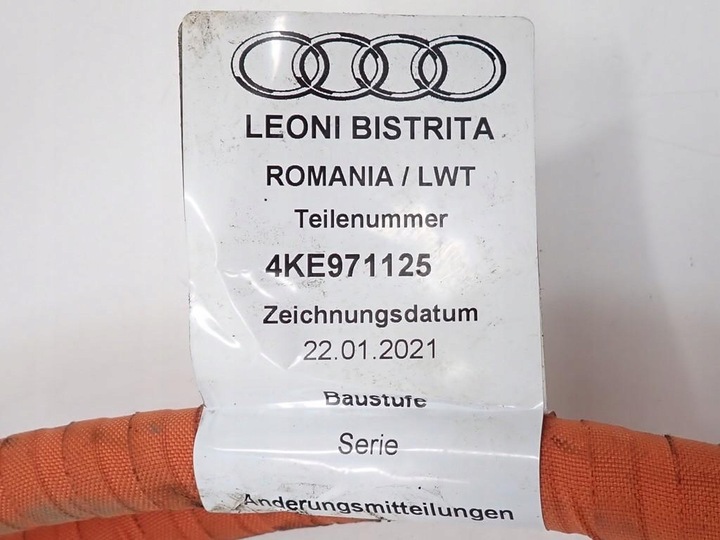 LEONI BISTRITA
ROMANIA / LWT
Teilenummer
4KE971125
Zeichnungsdatum
22.01.2021
Baustufe
Serie
Änderungsmitteilungen